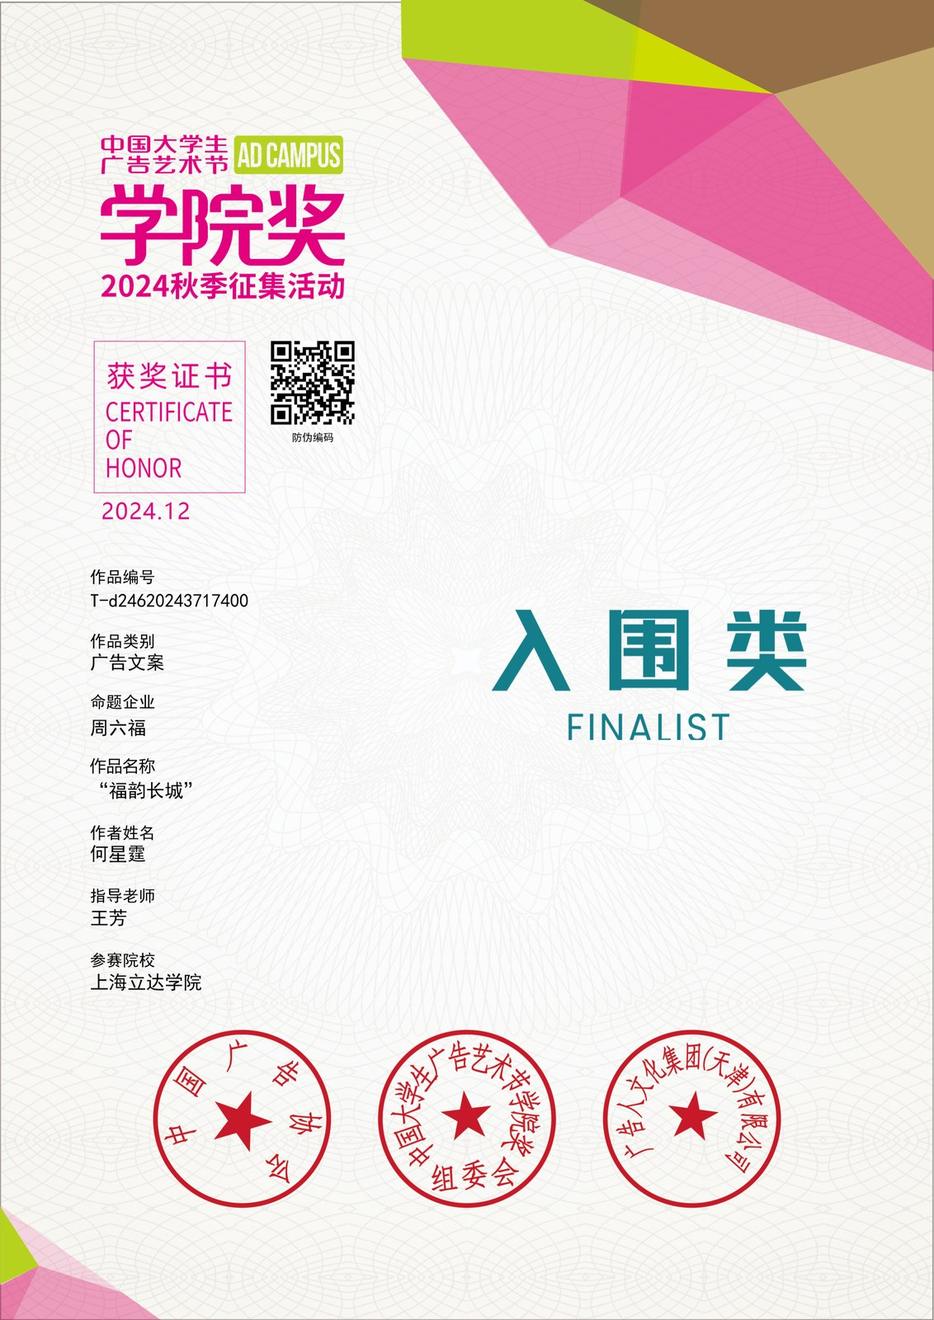 中国大学生
广告艺术节
AD CAMPUS
学院奖
2024秋季征集活动
获奖证书
CERTIFICATE
OF
HONOR
防伪编码
2024.12
作品编号
T-d24620243717400
作品类别
广告文案
命题企业
周六福
作品名称
“福韵长城”
作者姓名
何星霆
指导老师
王芳
参赛院校
上海立达学院
入围类
FINALIST
中国广告协会
中国大学生广告艺术节学院奖
组委会
广告人文化集团(天津)有限公司